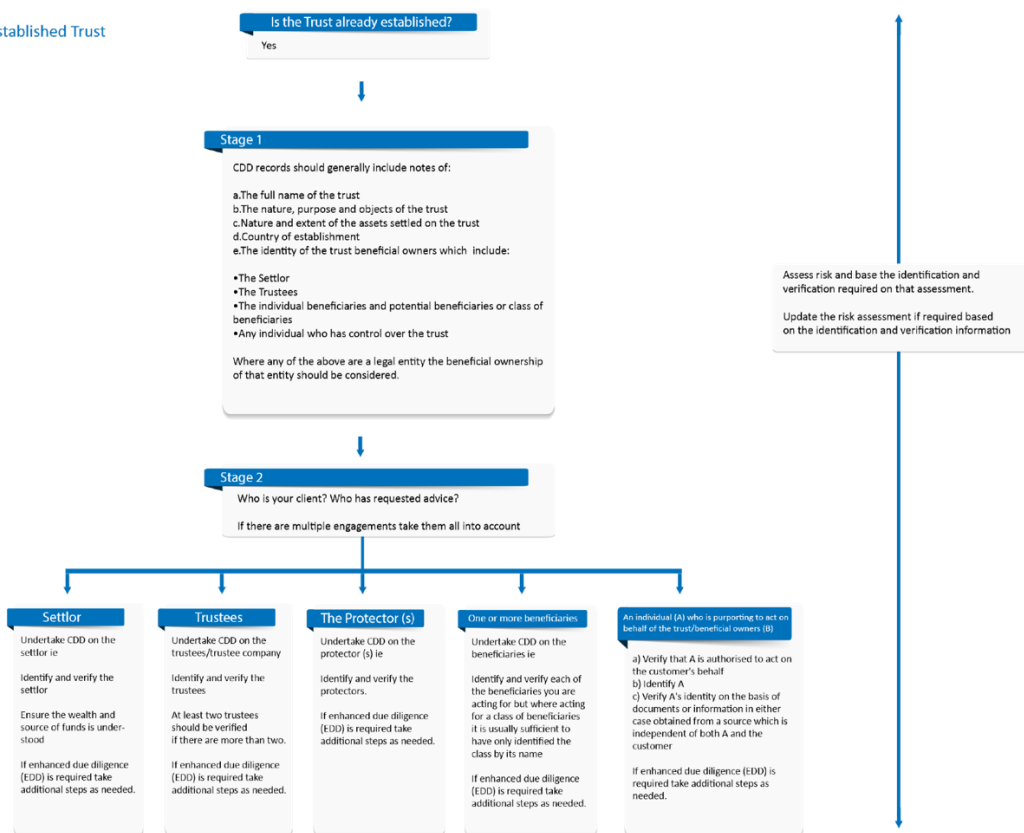 stablished Trust
Is the Trust already established?
Yes
Stage 1
CDD records should generally include notes of:
a.The full name of the trust
b.The nature, purpose and objects of the trust
c.Nature and extent of the assets settled on the trust
d.Country of establishment
e.The identity of the trust beneficial owners which include:
•The Settlor
•The Trustees
•The individual beneficiaries and potential beneficiaries or class of
beneficiaries
•Any individual who has control over the trust
Where any of the above are a legal entity the beneficial ownership
of that entity should be considered.
Assess risk and base the identification and
verification required on that assessment.
Update the risk assessment if required based
on the identification and verification information
Stage 2
Who is your client? Who has requested advice?
If there are multiple engagements take them all into account
Settlor
Undertake CDD on the
settlor ie
Identify and verify the
settlor
Ensure the wealth and
source of funds is under-
stood
If enhanced due diligence
(EDD) is required take
additional steps as needed.
Trustees
Undertake CDD on the
trustees/trustee company
Identify and verify the
trustees
At least two trustees
should be verified
if there are more than two.
If enhanced due diligence
(EDD) is required take
additional steps as needed.
The Protector (s)
Undertake CDD on the
protector (s) ie
Identify and verify the
protectors.
If enhanced due diligence
(EDD) is required take
additional steps as needed.
One or more beneficiaries
Undertake CDD on the
beneficiaries ie
Identify and verify each of
the beneficiaries you are
acting for but where acting
for a class of beneficiaries
it is usually sufficient to
have only identified the
class by its name
If enhanced due diligence
(EDD) is required take
additional steps as needed.
An individual (A) who is purporting to act on
behalf of the trust/beneficial owners (B)
a) Verify that A is authorised to act on
the customer's behalf
b) Identify A
c) Verify A's identity on the basis of
documents or information in either
case obtained from a source which is
independent of both A and the
customer
If enhanced due diligence (EDD) is
required take additional steps as
needed.